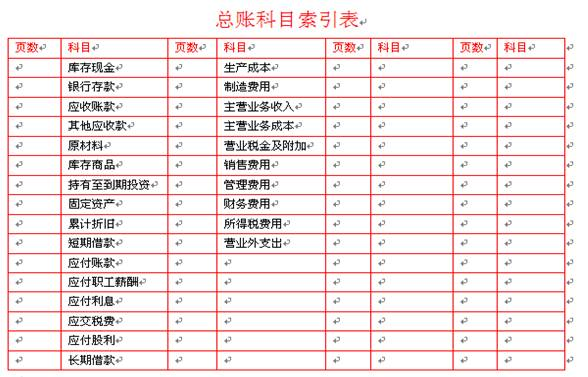 总账科目索引表
页数 科目 页数 科目 页数 科目 页数 科目
库存现金 生产成本
银行存款 制造费用
应收账款 主营业务收入
其他应收款 主营业务成本
原材料 营业税金及附加
库存商品 销售费用
持有至到期投资 管理费用
固定资产 财务费用
累计折旧 所得税费用
短期借款 营业外支出
应付账款
应付职工薪酬
应付利息
应交税费
应付股利
长期借款